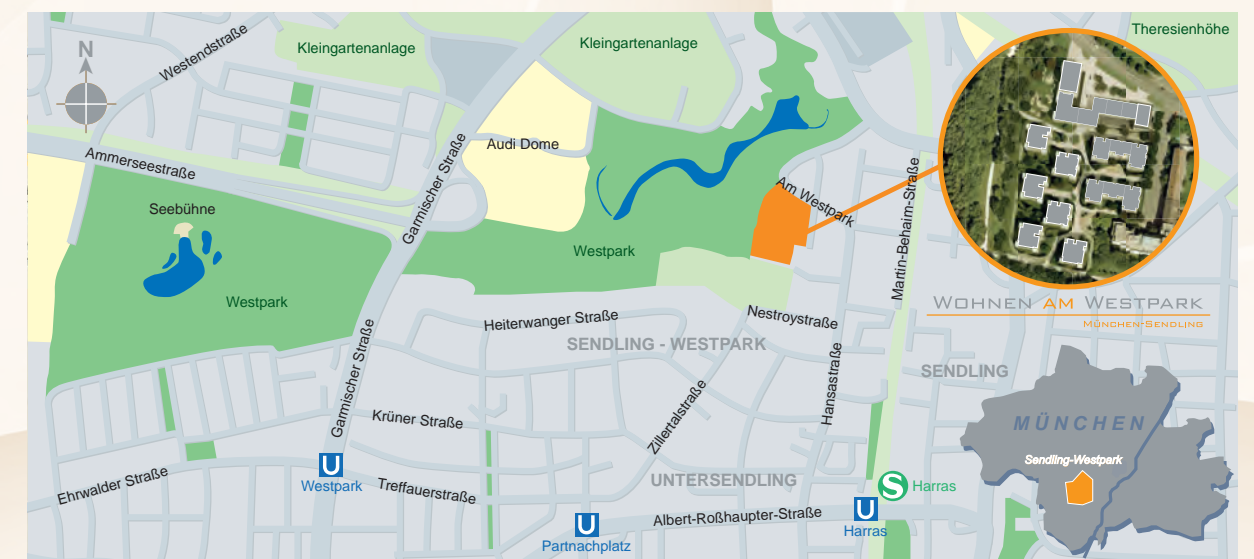 Theresienhöhe
Kleingartenanlage
Kleingartenanlage
N
Westendstraße
Audi Dome
Ammerseestraße
Garmischer Straße
Am Westpark
Martin-Behaim-Straße
Seebühne
Westpark
Westpark
WOHNEN AM WESTPARK
MÜNCHEN-SENDLING
Heiterwanger Straße
Nestroystraße
SENDLING - WESTPARK
Garmischer Straße
Hansastraße
SENDLING
Krüner Straße
Zillertalstraße
MÜNCHEN
Sendling-Westpark
U
Westpark
Ehrwalder Straße
Treffauerstraße
UNTERSENDLING
S Harras
U
Harras
Albert-Roßhaupter-Straße
U
Partnachplatz